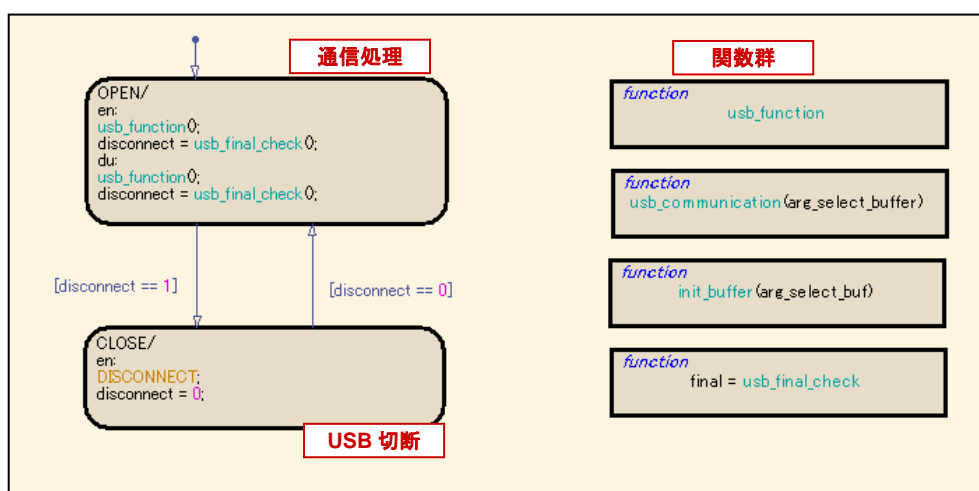 通信処理
OPEN/
en:
usb_function();
disconnect = usb_final_check();
du:
usb_function();
disconnect = usb_final_check();
[disconnect == 1]
[disconnect == 0]
CLOSE/
en:
DISCONNECT;
disconnect = 0;
USB 切断
関数群
function
usb_function
function
usb_communication(arg_select_buffer)
function
init_buffer(arg_select_buf)
function
final = usb_final_check